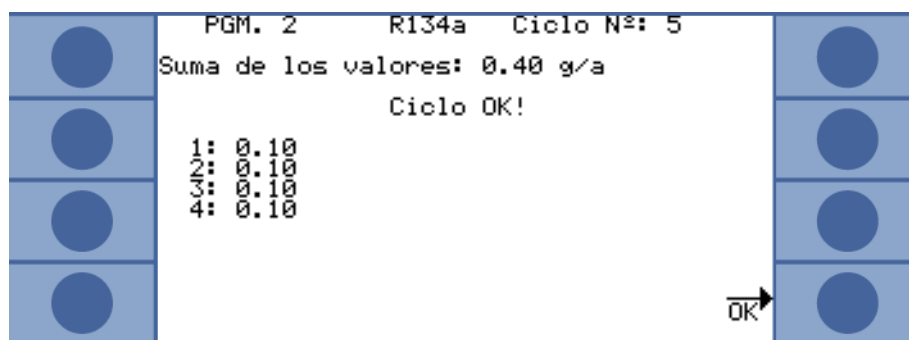 PGM. 2 R134a Ciclo Nº: 5
Suma de los valores: 0.40 g/a
Ciclo OK!
1: 0.10
2: 0.10
3: 0.10
4: 0.10
OK